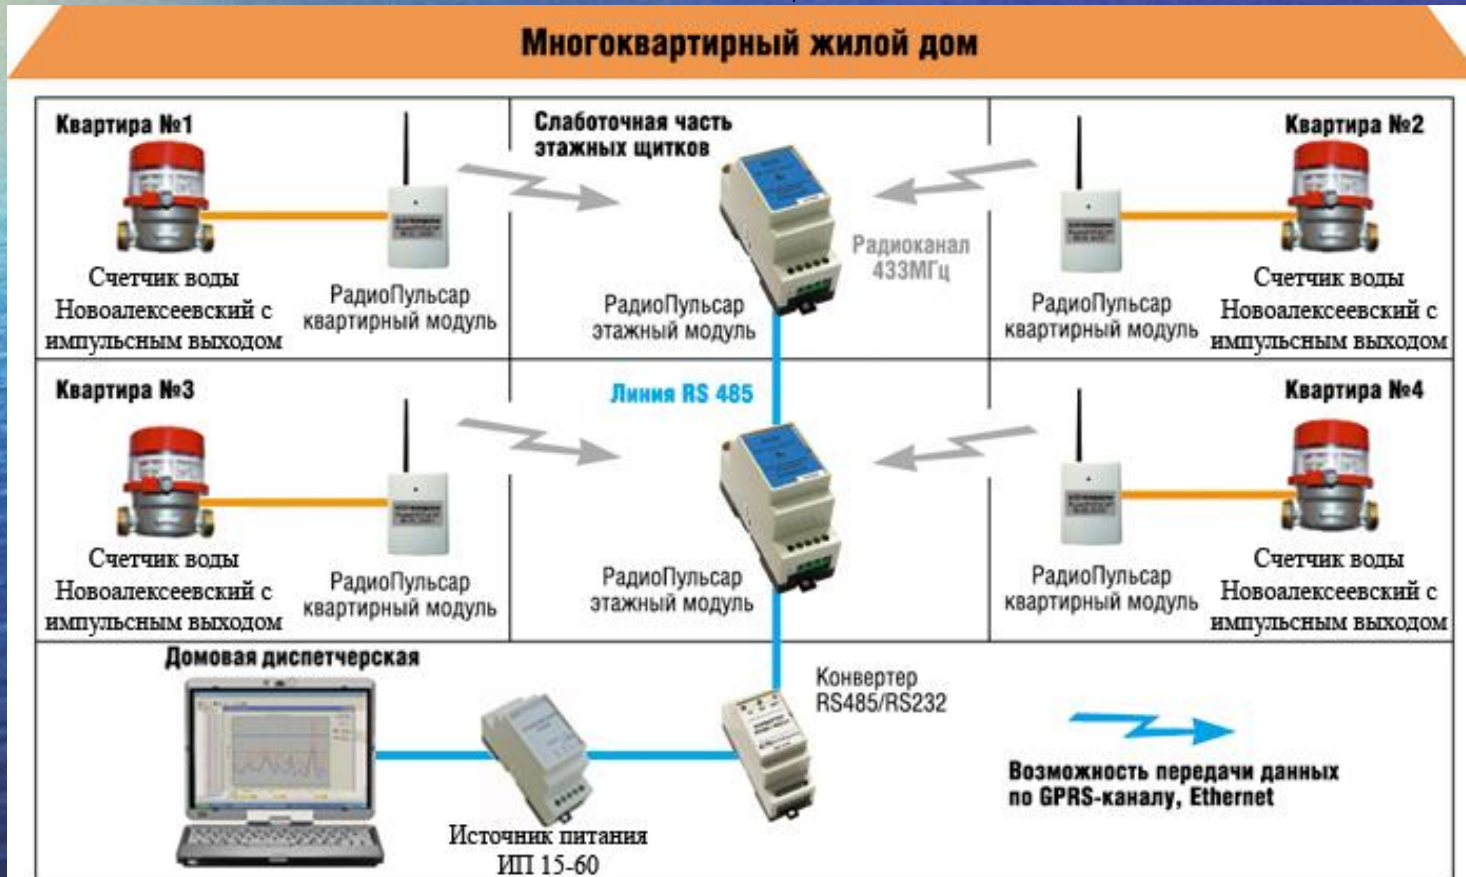 Многоквартирный жилой дом
Квартира №1
Счетчик воды
Новоалексеевский с
импульсным выходом
РадиоПульсар
квартирный модуль
Слаботочная часть
этажных щитков
РадиоПульсар
этажный модуль
Радиоканал
433МГц
Квартира №2
РадиоПульсар
квартирный модуль
Счетчик воды
Новоалексеевский с
импульсным выходом
Квартира №3
Счетчик воды
Новоалексеевский с
импульсным выходом
РадиоПульсар
квартирный модуль
Линия RS 485
РадиоПульсар
этажный модуль
Квартира №4
РадиоПульсар
квартирный модуль
Счетчик воды
Новоалексеевский с
импульсным выходом
Домовая диспетчерская
Источник питания
ИП 15-60
Конвертер
RS485/RS232
Возможность передачи данных
по GPRS-каналу, Ethernet